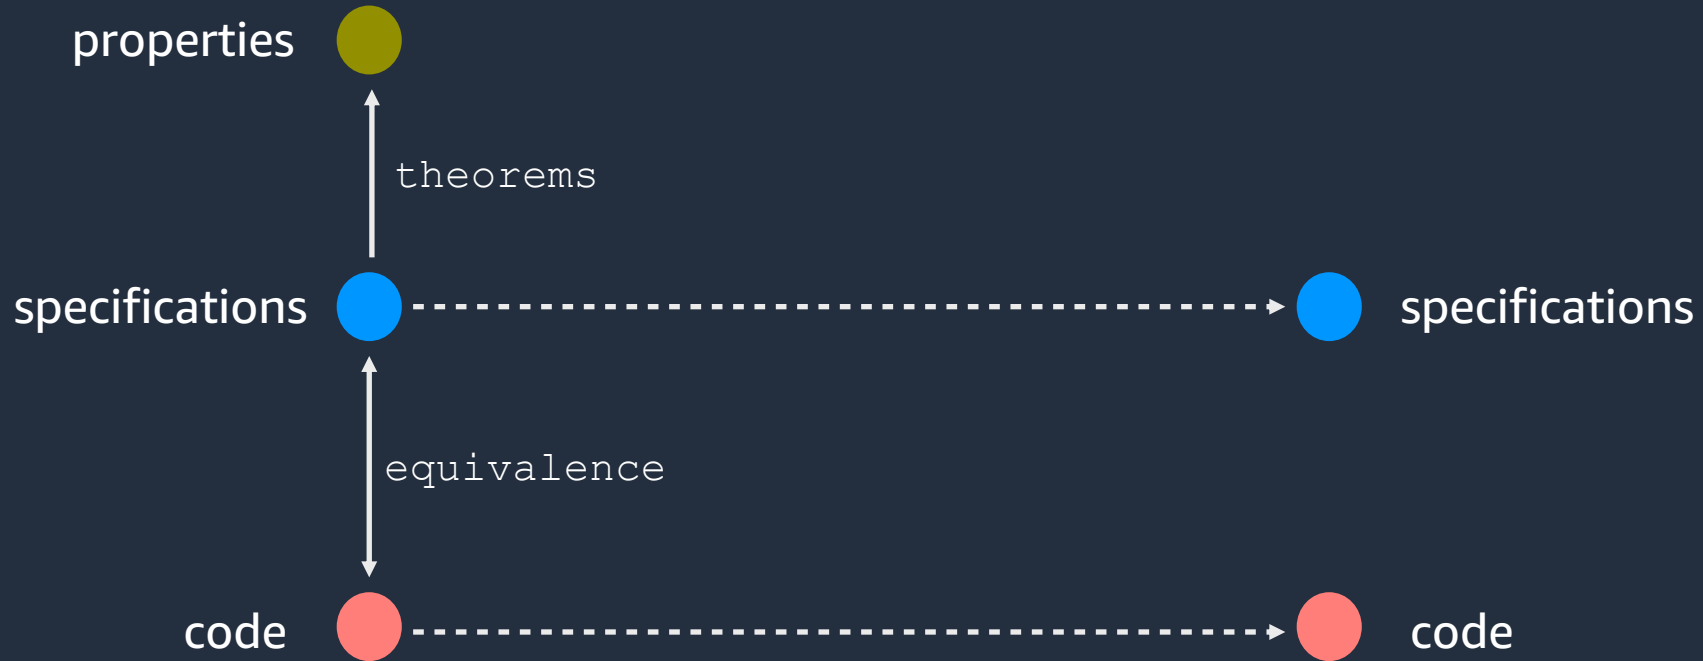 properties
theorems
specifications
specifications
equivalence
code
code